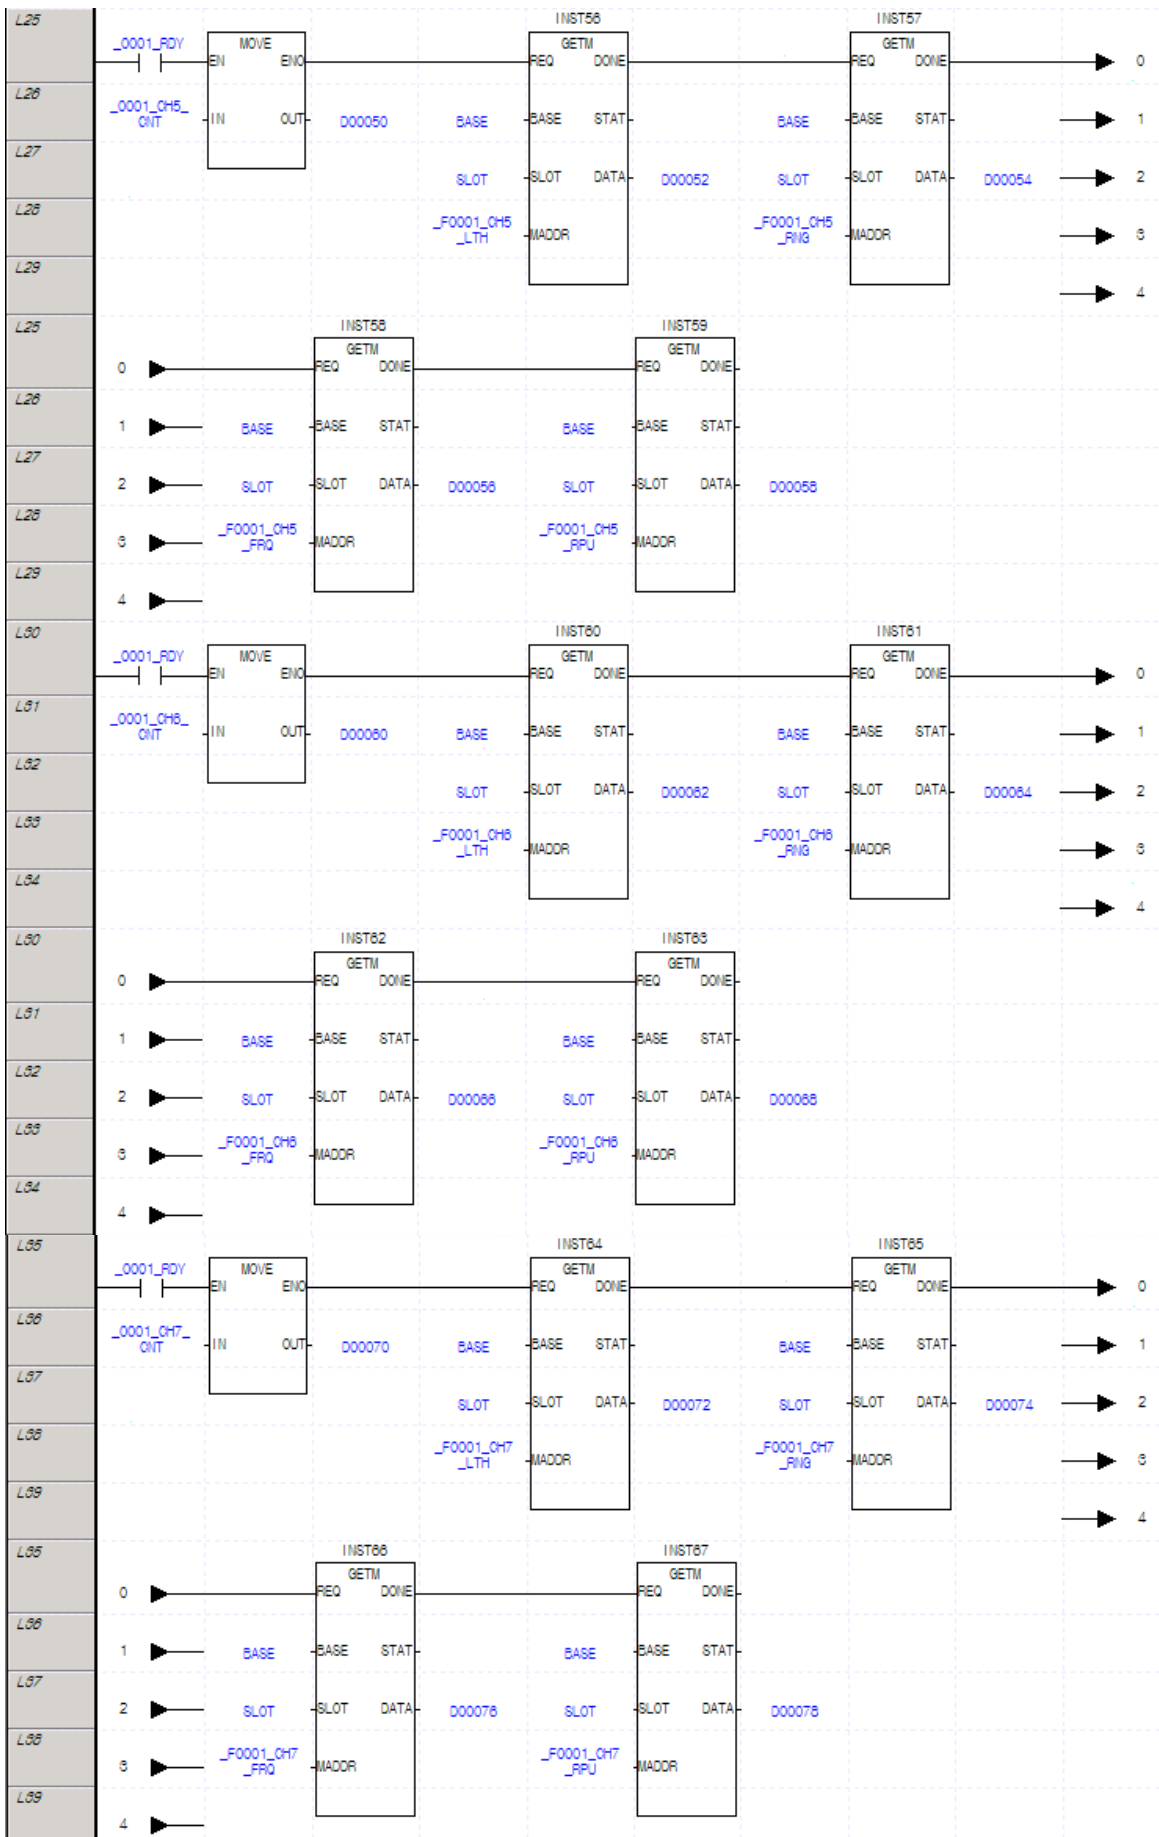 L25
INST56
INST57
_0001_RDY
MOVE
GETM
GETM
EN
ENO
REQ
DONE
REQ
DONE
0
L26
_0001_CH5_
CNT
IN
OUT
D00050
BASE
BASE
STAT
BASE
BASE
STAT
1
L27
SLOT
SLOT
DATA
D00052
SLOT
SLOT
DATA
D00054
2
L28
_F0001_CH5
_LTH
MADDR
_F0001_CH5
_RNG
MADDR
3
L29
4
L25
INST58
INST59
GETM
GETM
0
REQ
DONE
REQ
DONE
L26
1
BASE
BASE
STAT
BASE
BASE
STAT
L27
2
SLOT
SLOT
DATA
D00056
SLOT
SLOT
DATA
D00058
L28
3
_F0001_CH5
_FRQ
MADDR
_F0001_CH5
_RPU
MADDR
L29
4
L30
INST60
INST61
_0001_RDY
MOVE
GETM
GETM
EN
ENO
REQ
DONE
REQ
DONE
0
L31
_0001_CH6_
CNT
IN
OUT
D00060
BASE
BASE
STAT
BASE
BASE
STAT
1
L32
SLOT
SLOT
DATA
D00062
SLOT
SLOT
DATA
D00064
2
L33
_F0001_CH6
_LTH
MADDR
_F0001_CH6
_RNG
MADDR
3
L34
4
L30
INST62
INST63
GETM
GETM
0
REQ
DONE
REQ
DONE
L31
1
BASE
BASE
STAT
BASE
BASE
STAT
L32
2
SLOT
SLOT
DATA
D00066
SLOT
SLOT
DATA
D00068
L33
3
_F0001_CH6
_FRQ
MADDR
_F0001_CH6
_RPU
MADDR
L34
4
L35
INST64
INST65
_0001_RDY
MOVE
GETM
GETM
EN
ENO
REQ
DONE
REQ
DONE
0
L36
_0001_CH7_
CNT
IN
OUT
D00070
BASE
BASE
STAT
BASE
BASE
STAT
1
L37
SLOT
SLOT
DATA
D00072
SLOT
SLOT
DATA
D00074
2
L38
_F0001_CH7
_LTH
MADDR
_F0001_CH7
_RNG
MADDR
3
L39
4
L35
INST66
INST67
GETM
GETM
0
REQ
DONE
REQ
DONE
L36
1
BASE
BASE
STAT
BASE
BASE
STAT
L37
2
SLOT
SLOT
DATA
D00076
SLOT
SLOT
DATA
D00078
L38
3
_F0001_CH7
_FRQ
MADDR
_F0001_CH7
_RPU
MADDR
L39
4